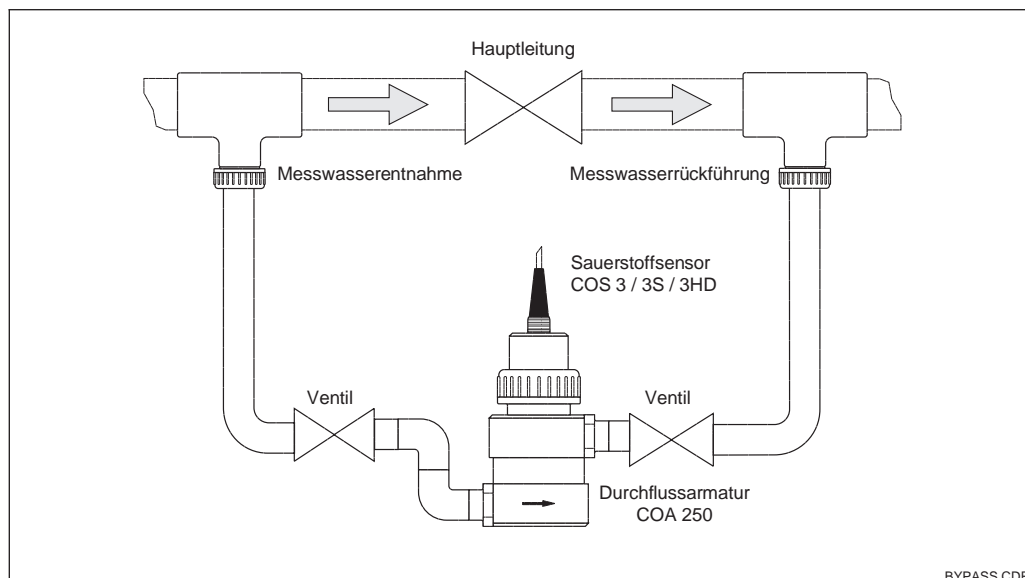 Hauptleitung
Messwasserentnahme
Messwasserrückführung
Sauerstoffsensor
COS 3 / 3S / 3HD
Ventil
Ventil
Durchflussarmatur
COA 250